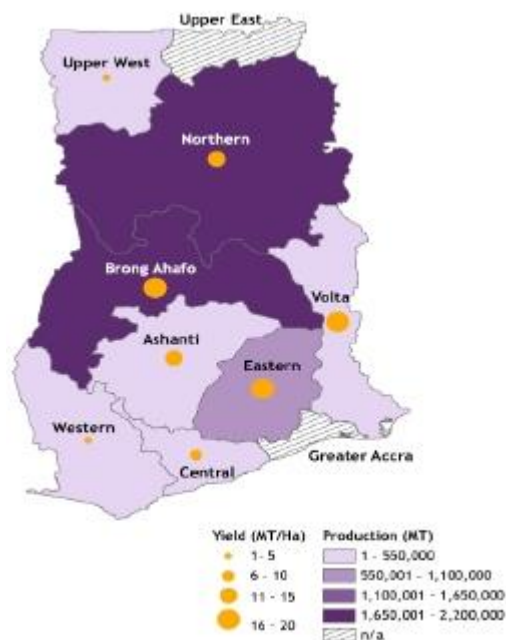 Upper East
Upper West
Northern
Brong Ahafo
Volta
Ashanti
Eastern
Western
Central
Greater Accra
Yield (MT/Ha) Production (MT)
1 - 5 1 - 550,000
6 - 10 550,001 - 1,100,000
11 - 15 1,100,001 - 1,650,000
16 - 20 1,650,001 - 2,200,000
n/a